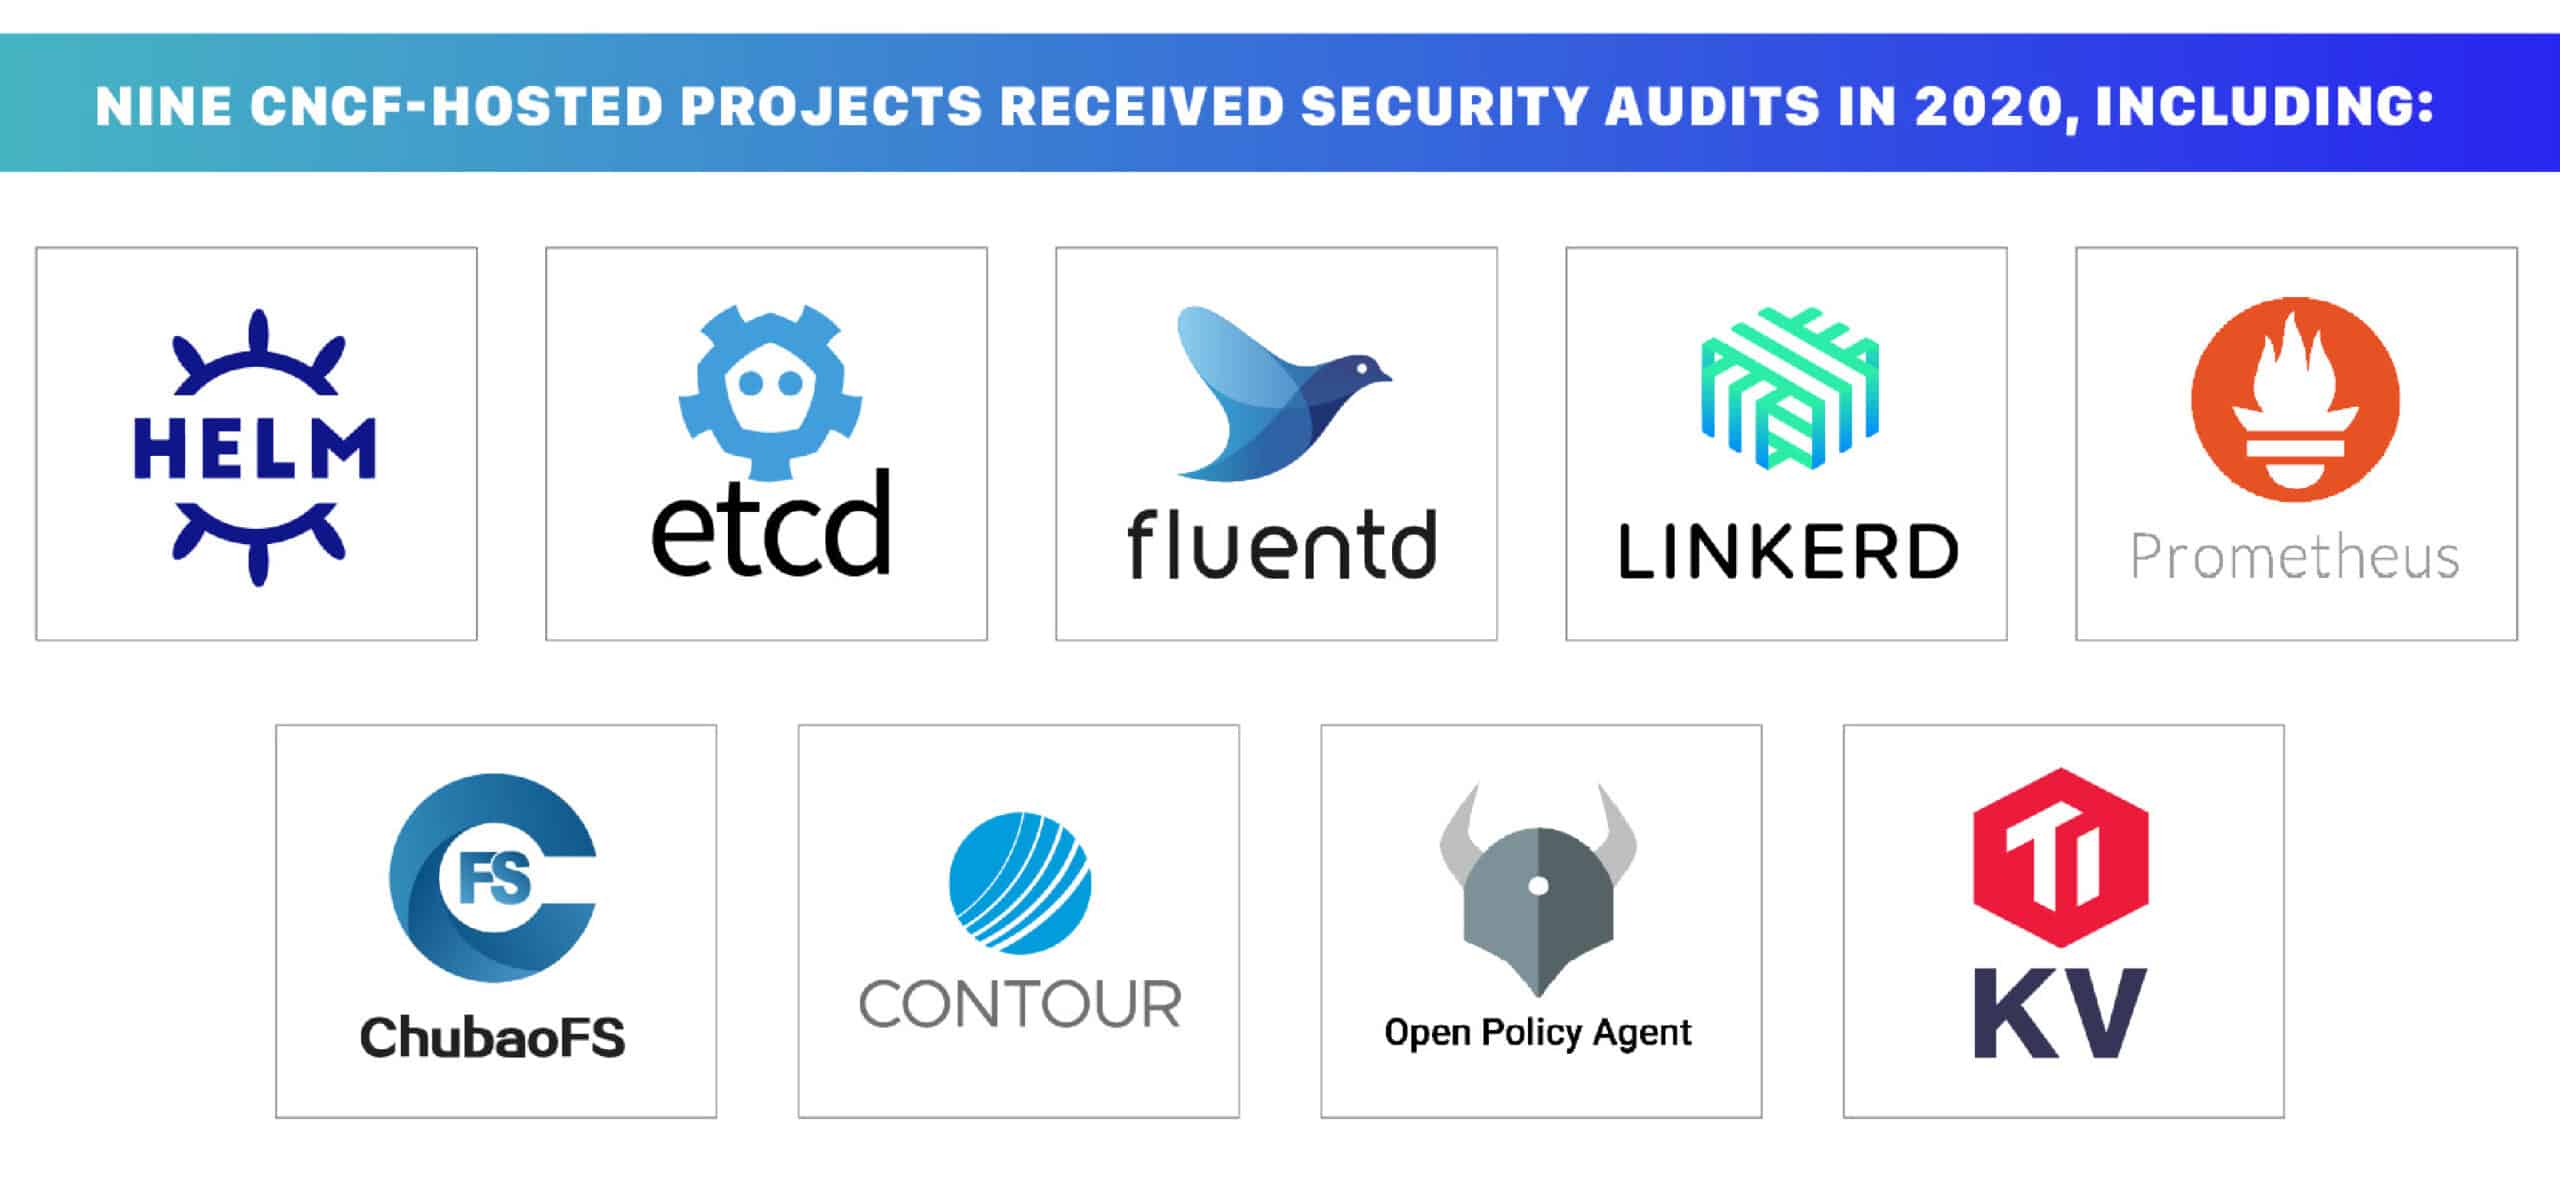 NINE CNCF-HOSTED PROJECTS RECEIVED SECURITY AUDITS IN 2020, INCLUDING:
HELM
etcd
fluentd
LINKERD
Prometheus
FS
ChubaoFS
CONTOUR
Open Policy Agent
TI
KV